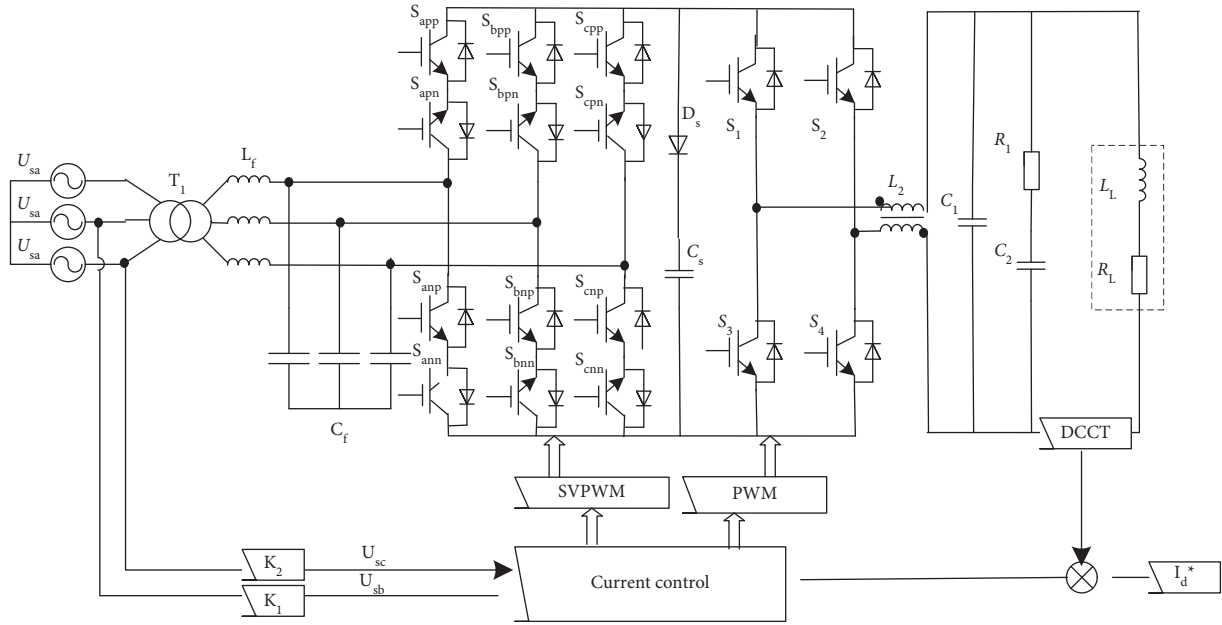 S_app
S_bpp
S_cpp
S_apn
S_bpn
S_cpn
D_s
S_1
S_2
R_1
U_sa
T_1
L_f
L_2
L_L
U_sa
C_1
U_sa
C_s
C_2
R_L
S_anp
S_bnp
S_cnp
S_3
S_4
S_ann
S_bnn
S_cnn
C_f
DCCT
SVPWM
PWM
K_2
U_sc
Current control
I_d*
K_1
U_sb